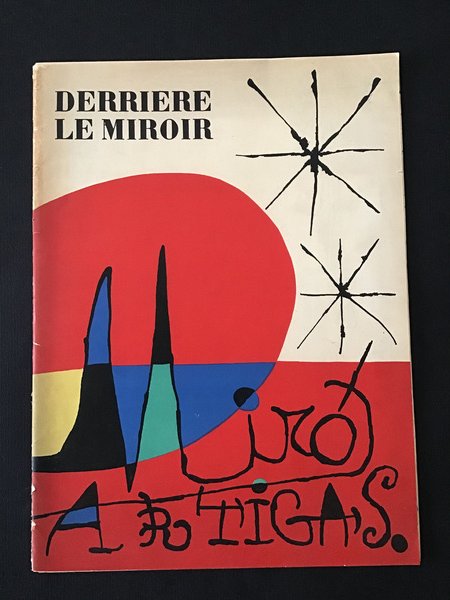 DERRIERE
LE MIROIR
Miró
ARTIGAS.